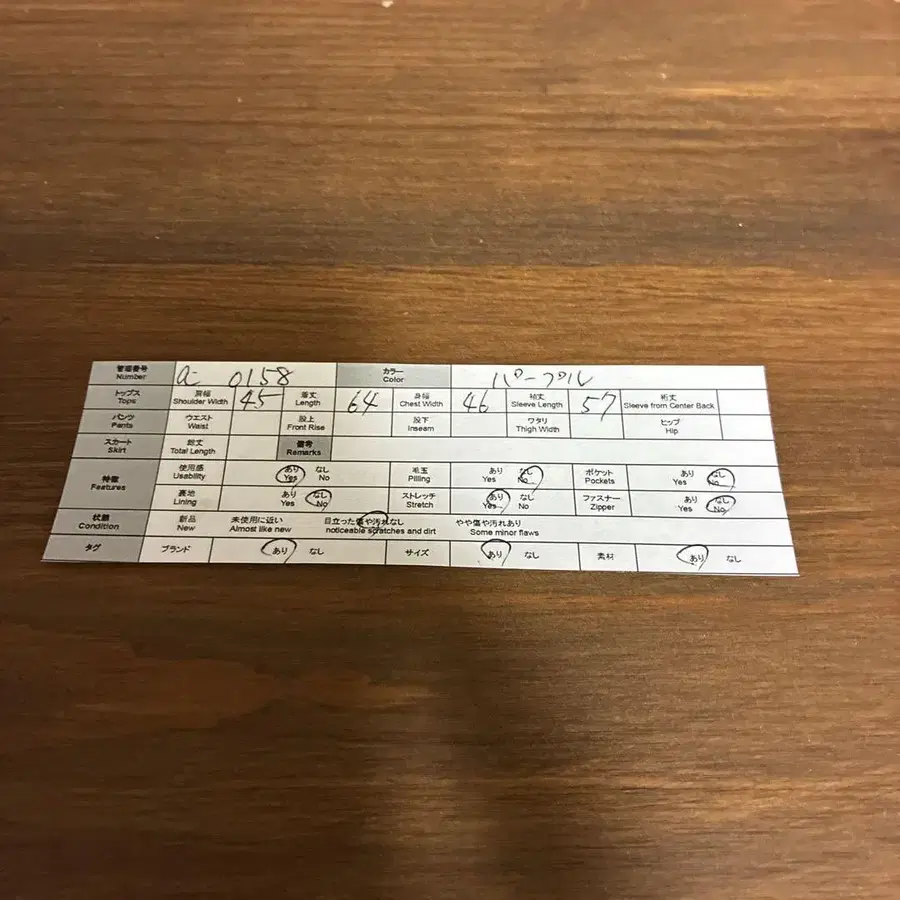 管理番号 Number a- 0158 カラー Color パープル
トップス Tops 肩幅 Shoulder Width 45 着丈 Length 64 身幅 Chest Width 46 袖丈 Sleeve Length 57 裄丈 Sleeve from Center Back
パンツ Pants ウエスト Waist 股上 Front Rise 股下 Inseam ワタリ Thigh Width ヒップ Hip
スカート Skirt 総丈 Total Length 備考 Remarks
特徴 Features 使用感 Usability あり Yes なし No 毛玉 Pilling あり Yes なし No ポケット Pockets あり Yes なし No
裏地 Lining あり Yes なし No ストレッチ Stretch あり Yes なし No ファスナー Zipper あり Yes なし No
状態 Condition 新品 New 未使用に近い Almost like new 目立った傷や汚れなし noticeable scratches and dirt やや傷や汚れあり Some minor flaws
タグ ブランド あり なし サイズ あり なし 素材 あり なし